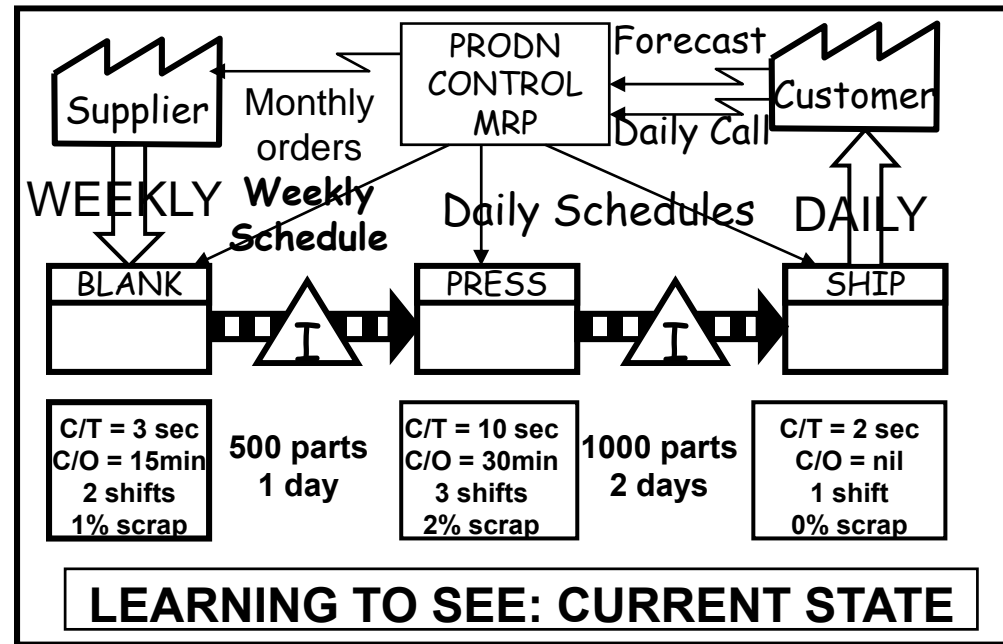 Supplier
Monthly
orders
PRODN
CONTROL
MRP
Forecast
Daily Call
Customer
WEEKLY
Weekly
Schedule
Daily Schedules
DAILY
BLANK
I
PRESS
I
SHIP
C/T = 3 sec
C/O = 15min
2 shifts
1% scrap
500 parts
1 day
C/T = 10 sec
C/O = 30min
3 shifts
2% scrap
1000 parts
2 days
C/T = 2 sec
C/O = nil
1 shift
0% scrap
LEARNING TO SEE: CURRENT STATE